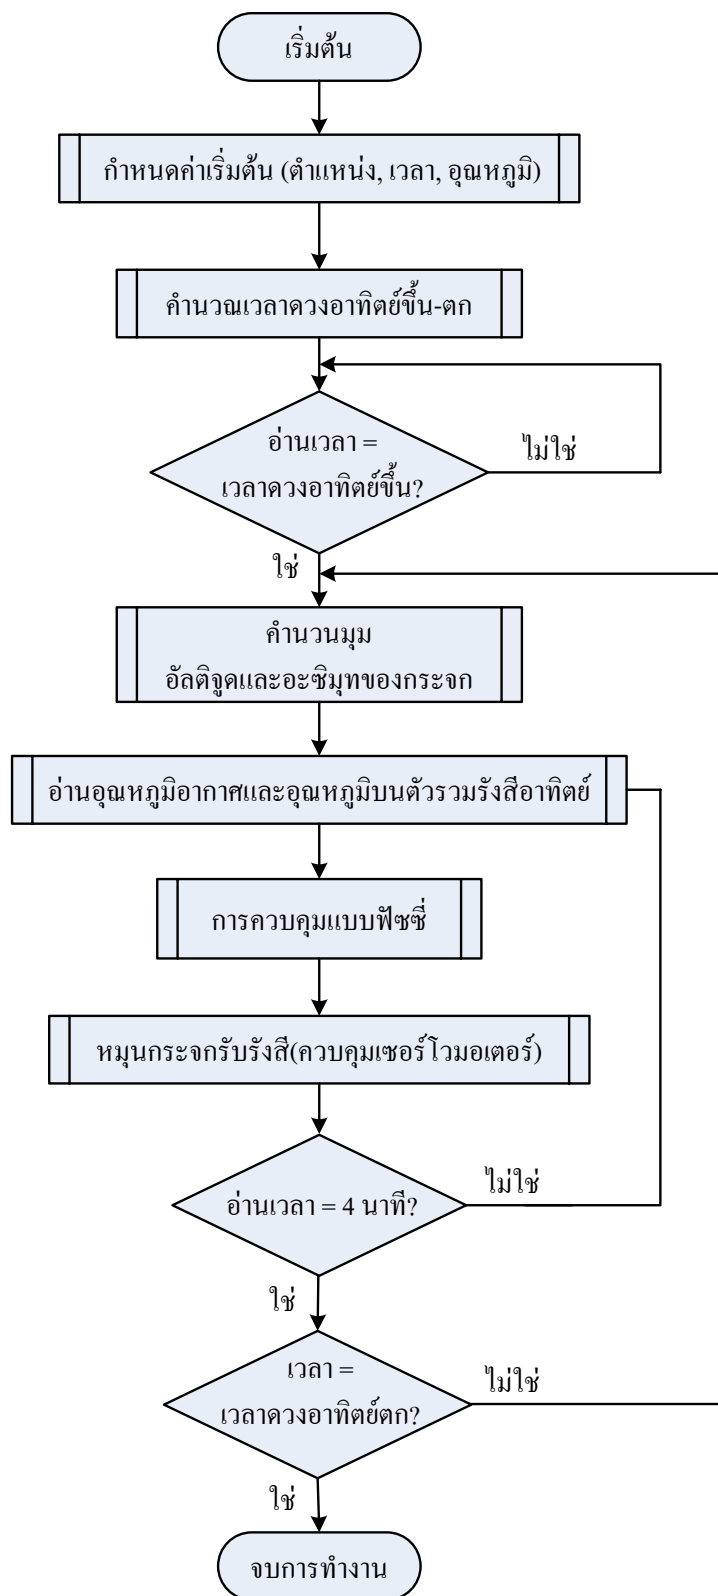 เริ่มต้น
กำหนดค่าเริ่มต้น (ตำแหน่ง, เวลา, อุณหภูมิ)
คำนวณเวลาดวงอาทิตย์ขึ้น-ตก
อ่านเวลา =
เวลาดวงอาทิตย์ขึ้น?
ไม่ใช่
ใช่
คำนวนมุม
อัลติจูดและอะซิมุทของกระจก
อ่านอุณหภูมิอากาศและอุณหภูมิบนตัวรวมรังสีอาทิตย์
การควบคุมแบบฟัซซี่
หมุนกระจกรับรังสี(ควบคุมเซอร์โวมอเตอร์)
อ่านเวลา = 4 นาที?
ไม่ใช่
ใช่
เวลา =
เวลาดวงอาทิตย์ตก?
ไม่ใช่
ใช่
จบการทำงาน